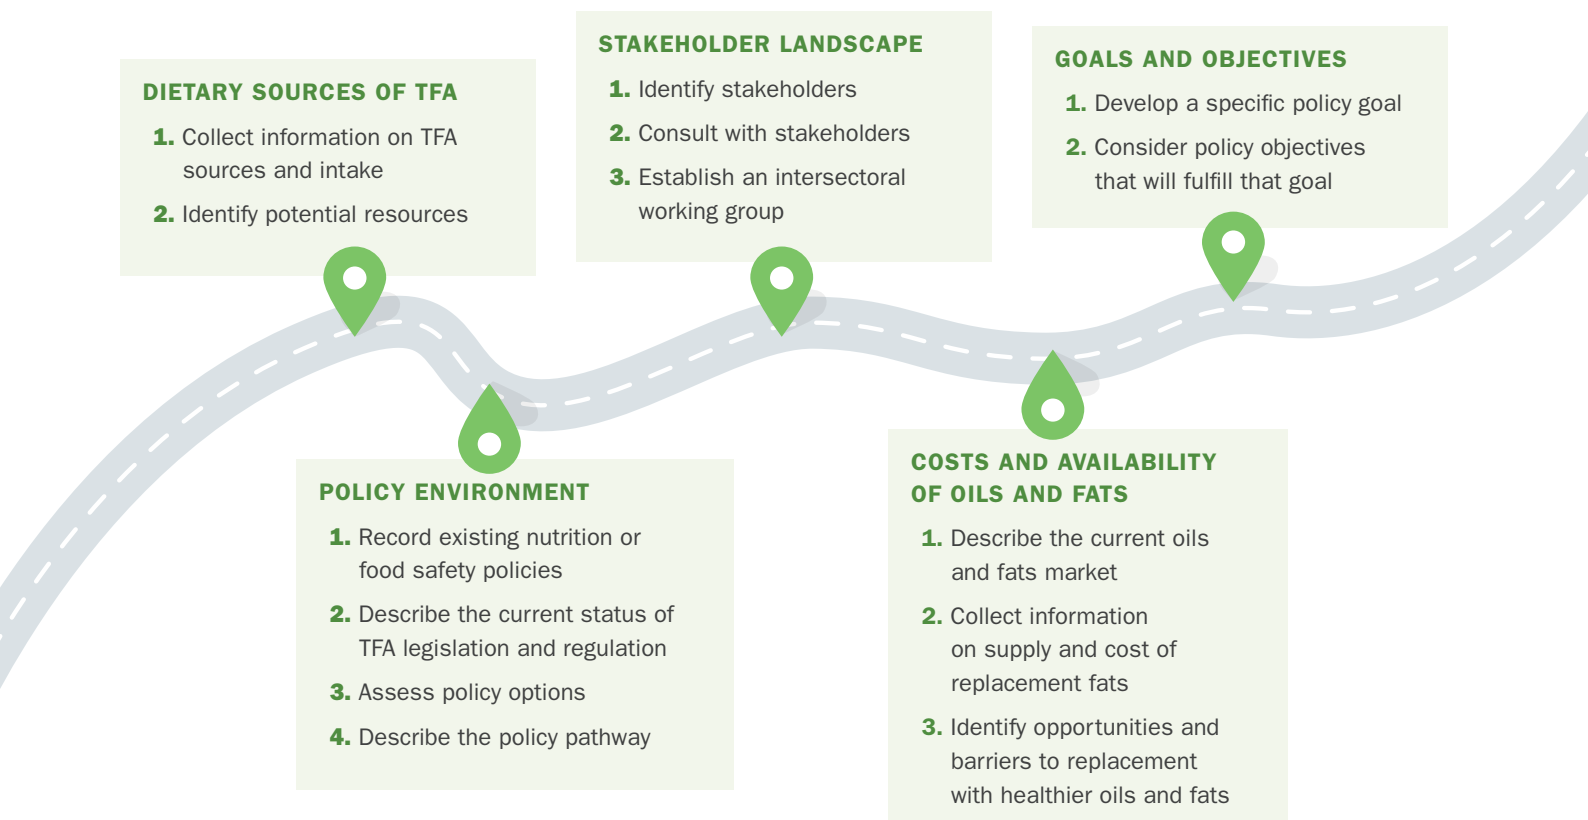 DIETARY SOURCES OF TFA
1. Collect information on TFA
sources and intake
2. Identify potential resources
POLICY ENVIRONMENT
1. Record existing nutrition or
food safety policies
2. Describe the current status of
TFA legislation and regulation
3. Assess policy options
4. Describe the policy pathway
STAKEHOLDER LANDSCAPE
1. Identify stakeholders
2. Consult with stakeholders
3. Establish an intersectoral
working group
COSTS AND AVAILABILITY
OF OILS AND FATS
1. Describe the current oils
and fats market
2. Collect information
on supply and cost of
replacement fats
3. Identify opportunities and
barriers to replacement
with healthier oils and fats
GOALS AND OBJECTIVES
1. Develop a specific policy goal
2. Consider policy objectives
that will fulfill that goal